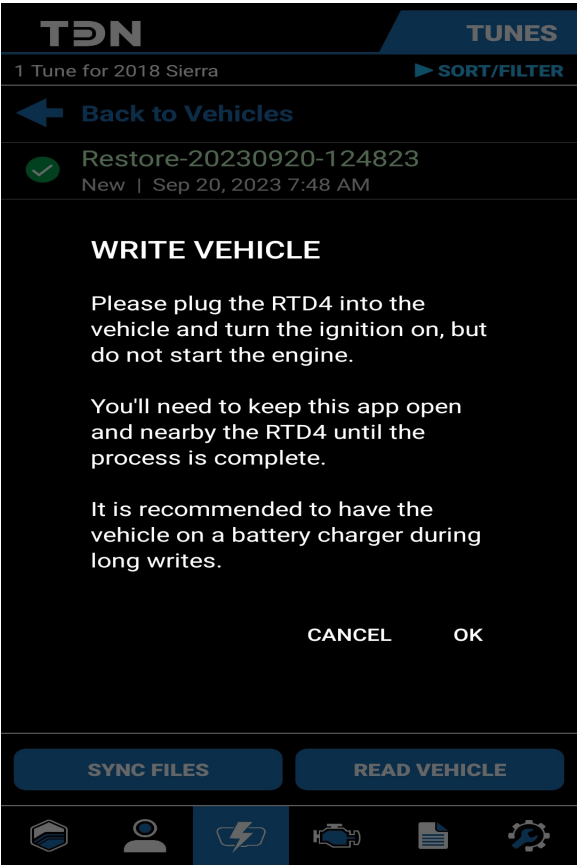 TDN
TUNES
1 Tune for 2018 Sierra
SORT/FILTER
Back to Vehicles
Restore-20230920-124823
New | Sep 20, 2023 7:48 AM
WRITE VEHICLE
Please plug the RTD4 into the
vehicle and turn the ignition on, but
do not start the engine.
You'll need to keep this app open
and nearby the RTD4 until the
process is complete.
It is recommended to have the
vehicle on a battery charger during
long writes.
CANCEL
OK
SYNC FILES
READ VEHICLE